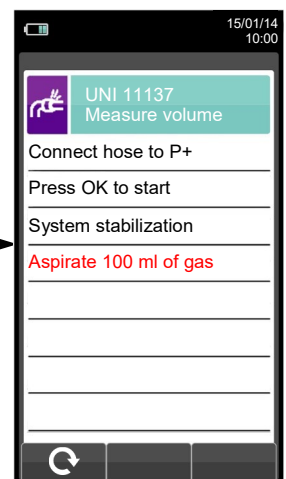 15/01/14
10:00
UNI 11137
Measure volume
Connect hose to P+
Press OK to start
System stabilization
Aspirate 100 ml of gas